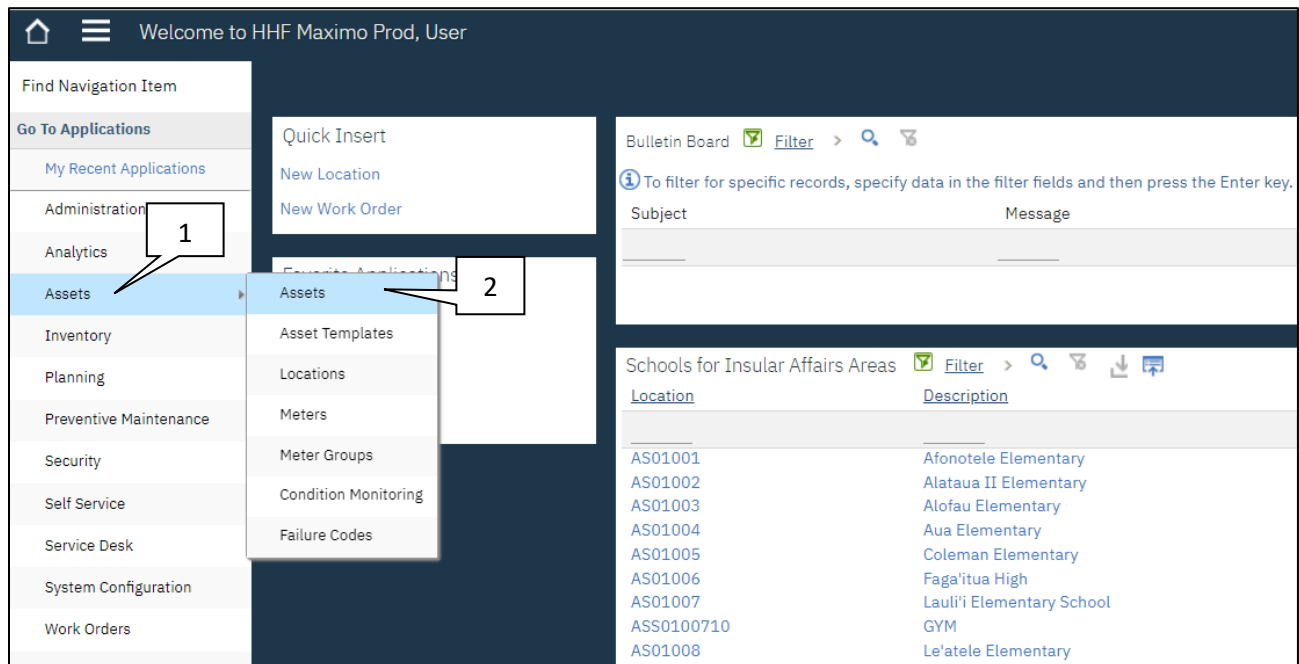 Welcome to HHF Maximo Prod, User
Find Navigation Item
Go To Applications
My Recent Applications
Administration
Analytics
Assets
Inventory
Planning
Preventive Maintenance
Security
Self Service
Service Desk
System Configuration
Work Orders
1
Quick Insert
New Location
New Work Order
Favorite Applications
Assets
Asset Templates
Locations
Meters
Meter Groups
Condition Monitoring
Failure Codes
2
Bulletin Board Filter >
To filter for specific records, specify data in the filter fields and then press the Enter key.
Subject Message
Schools for Insular Affairs Areas Filter >
Location Description
AS01001 Afonotele Elementary
AS01002 Alataua II Elementary
AS01003 Alofau Elementary
AS01004 Aua Elementary
AS01005 Coleman Elementary
AS01006 Faga'itua High
AS01007 Lauli'i Elementary School
ASS0100710 GYM
AS01008 Le'atele Elementary